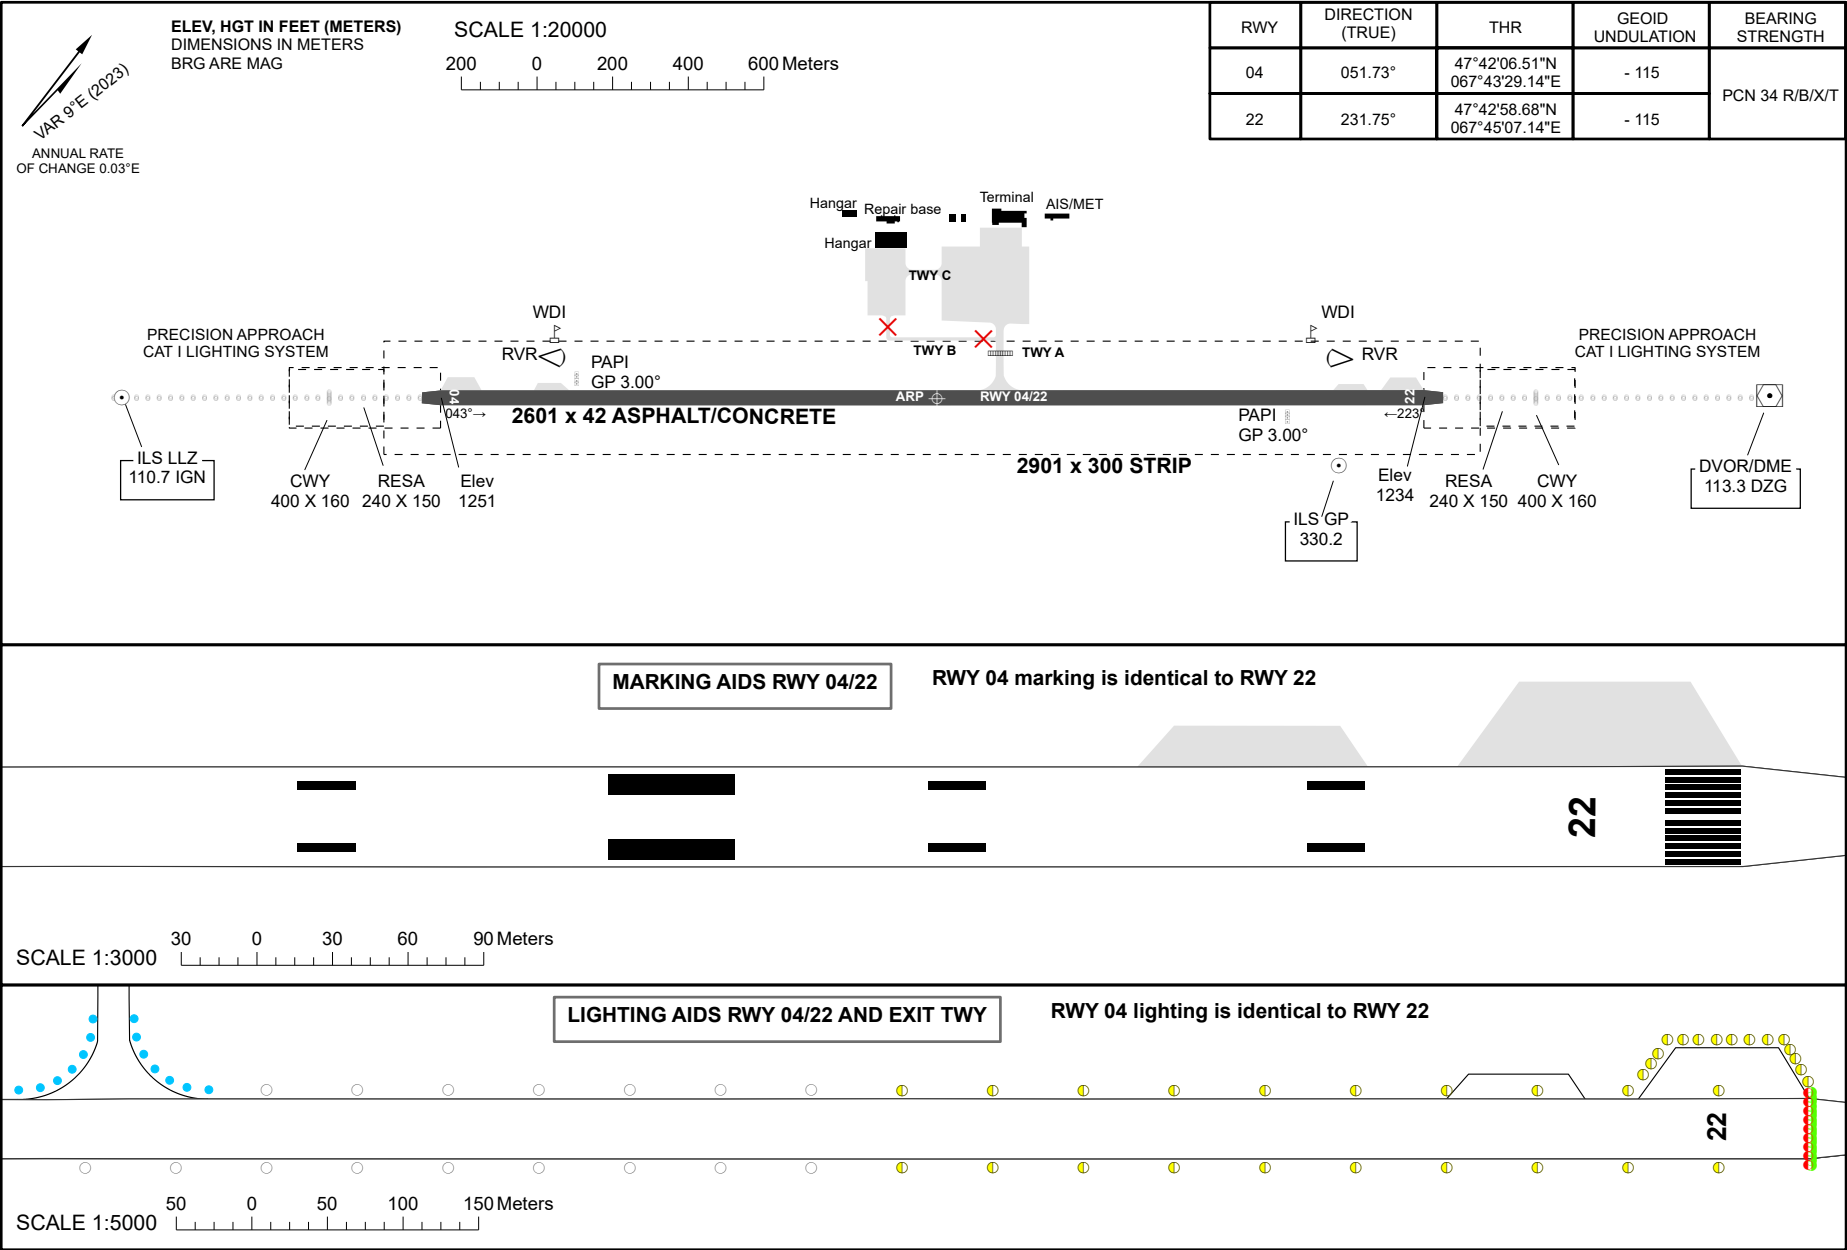 ELEV, HGT IN FEET (METERS)
DIMENSIONS IN METERS
BRG ARE MAG
VAR 9°E (2023)
ANNUAL RATE
OF CHANGE 0.03°E
SCALE 1:20000
200 0 200 400 600 Meters
RWY DIRECTION (TRUE) THR GEOID UNDULATION BEARING STRENGTH
04 051.73° 47°42'06.51"N 067°43'29.14"E - 115
PCN 34 R/B/X/T
22 231.75° 47°42'58.68"N 067°45'07.14"E - 115
Hangar
Repair base
Terminal
AIS/MET
Hangar
TWY C
WDI
WDI
PRECISION APPROACH
CAT I LIGHTING SYSTEM
PRECISION APPROACH
CAT I LIGHTING SYSTEM
RVR
PAPI
GP 3.00°
TWY B
TWY A
RVR
04
043°→
ARP
RWY 04/22
22
←223°
2601 x 42 ASPHALT/CONCRETE
PAPI
GP 3.00°
2901 x 300 STRIP
ILS LLZ
110.7 IGN
CWY
400 X 160
RESA
240 X 150
Elev
1251
ILS GP
330.2
Elev
1234
RESA
240 X 150
CWY
400 X 160
DVOR/DME
113.3 DZG
MARKING AIDS RWY 04/22
RWY 04 marking is identical to RWY 22
22
SCALE 1:3000
30 0 30 60 90 Meters
LIGHTING AIDS RWY 04/22 AND EXIT TWY
RWY 04 lighting is identical to RWY 22
22
SCALE 1:5000
50 0 50 100 150 Meters